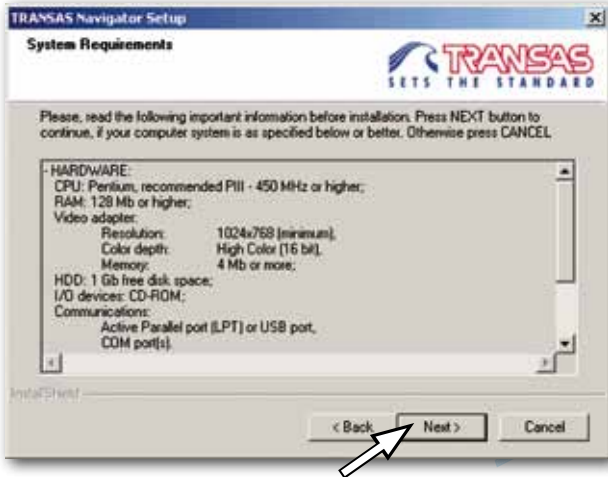 TRANSAS Navigator Setup
System Requirements
TRANSAS
SETS THE STANDARD
Please, read the following important information before installation. Press NEXT button to
continue, if your computer system is as specified below or better. Otherwise press CANCEL
- HARDWARE:
CPU: Pentium, recommended PIII - 450 MHz or higher;
RAM: 128 Mb or higher;
Video adapter:
Resolution: 1024x768 (minimum),
Color depth: High Color (16 bit),
Memory: 4 Mb or more;
HDD: 1 Gb free disk space;
I/O devices: CD-ROM;
Communications:
Active Parallel port (LPT) or USB port,
COM port(s).
InstallShield
< Back Next > Cancel